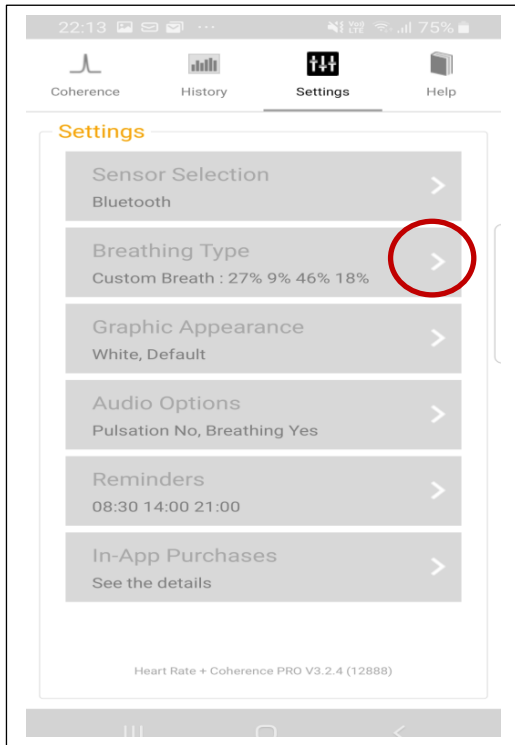 22:13 ... 75%
Coherence History Settings Help
Settings
Sensor Selection
Bluetooth
Breathing Type
Custom Breath : 27% 9% 46% 18%
Graphic Appearance
White, Default
Audio Options
Pulsation No, Breathing Yes
Reminders
08:30 14:00 21:00
In-App Purchases
See the details
Heart Rate + Coherence PRO V3.2.4 (12888)